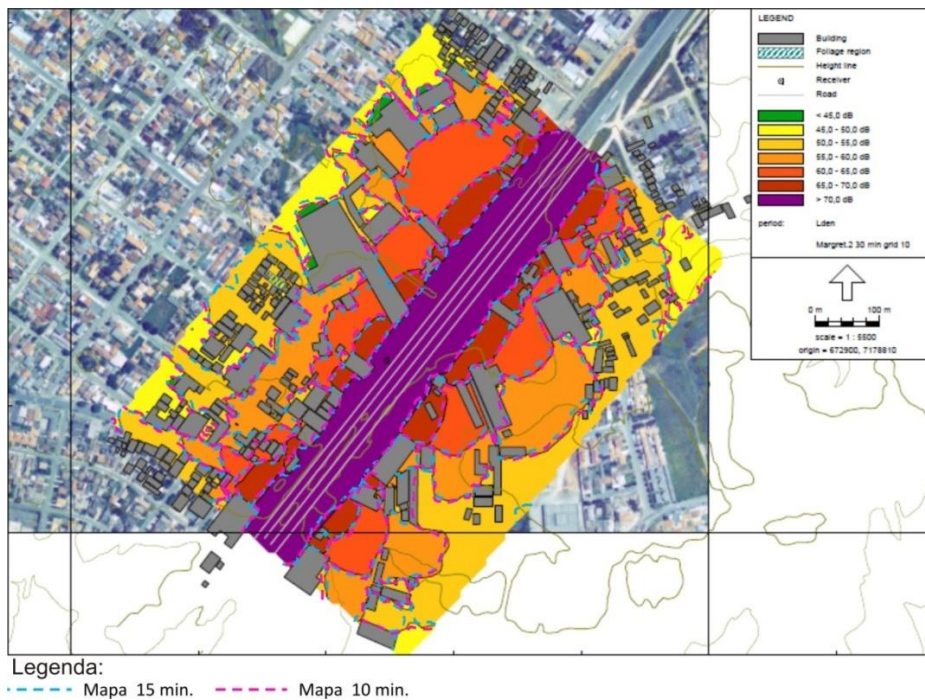 LEGEND
Building
Foliage region
Height line
Receiver
Road
< 45,0 dB
45,0 - 50,0 dB
50,0 - 55,0 dB
55,0 - 60,0 dB
60,0 - 65,0 dB
65,0 - 70,0 dB
> 70,0 dB
period: Lden
Margret.2 30 min grid 10
0 m 100 m
scale = 1 : 5500
origin = 672900, 7178810
Legenda:
Mapa 15 min. Mapa 10 min.